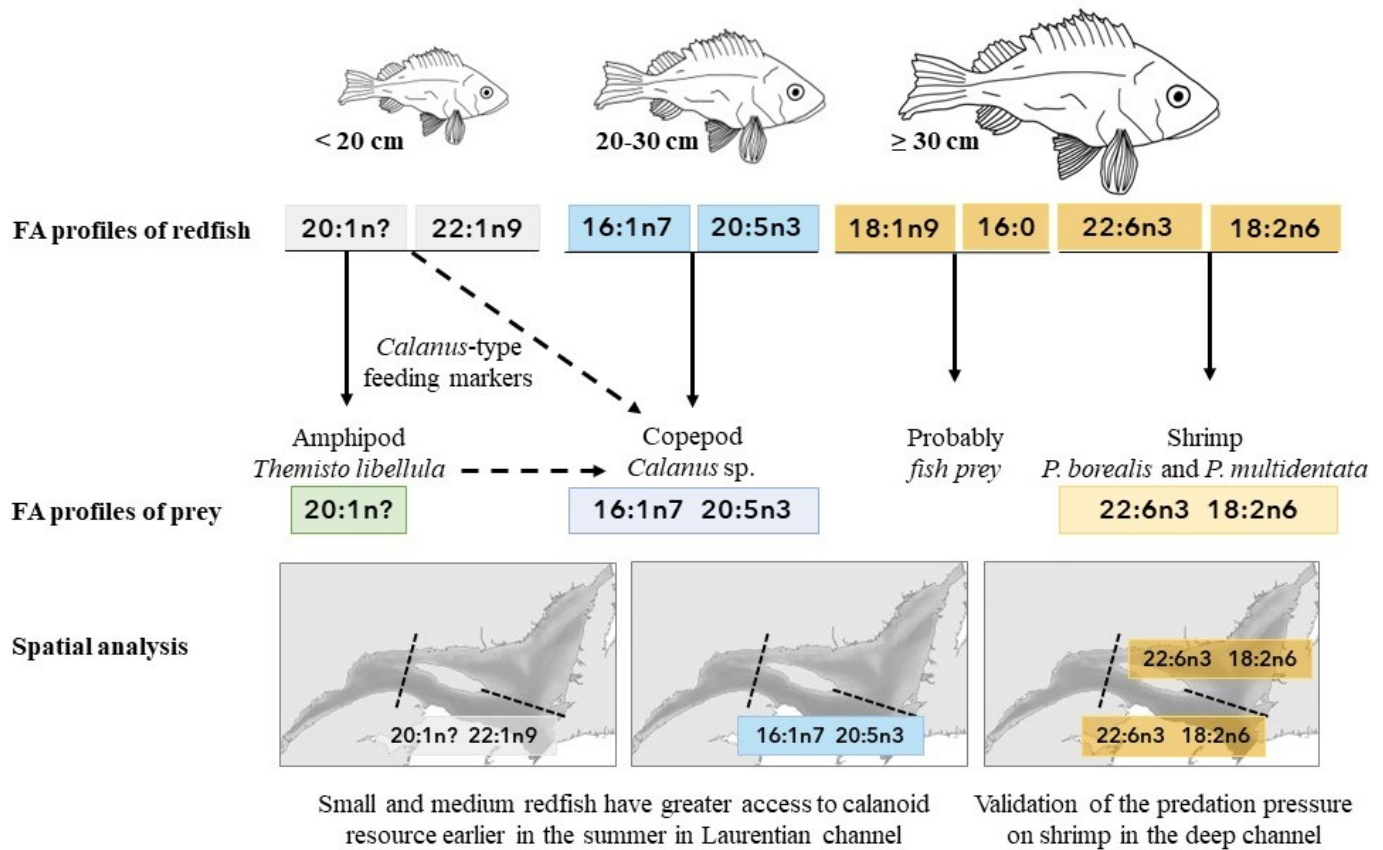 < 20 cm
20-30 cm
≥ 30 cm
FA profiles of redfish
20:1n?
22:1n9
16:1n7
20:5n3
18:1n9
16:0
22:6n3
18:2n6
Calanus-type
feeding markers
Amphipod
Themisto libellula
Copepod
Calanus sp.
Probably
fish prey
Shrimp
P. borealis and P. multidentata
FA profiles of prey
20:1n?
16:1n7 20:5n3
22:6n3 18:2n6
Spatial analysis
20:1n? 22:1n9
16:1n7 20:5n3
22:6n3 18:2n6
22:6n3 18:2n6
Small and medium redfish have greater access to calanoid
resource earlier in the summer in Laurentian channel
Validation of the predation pressure
on shrimp in the deep channel